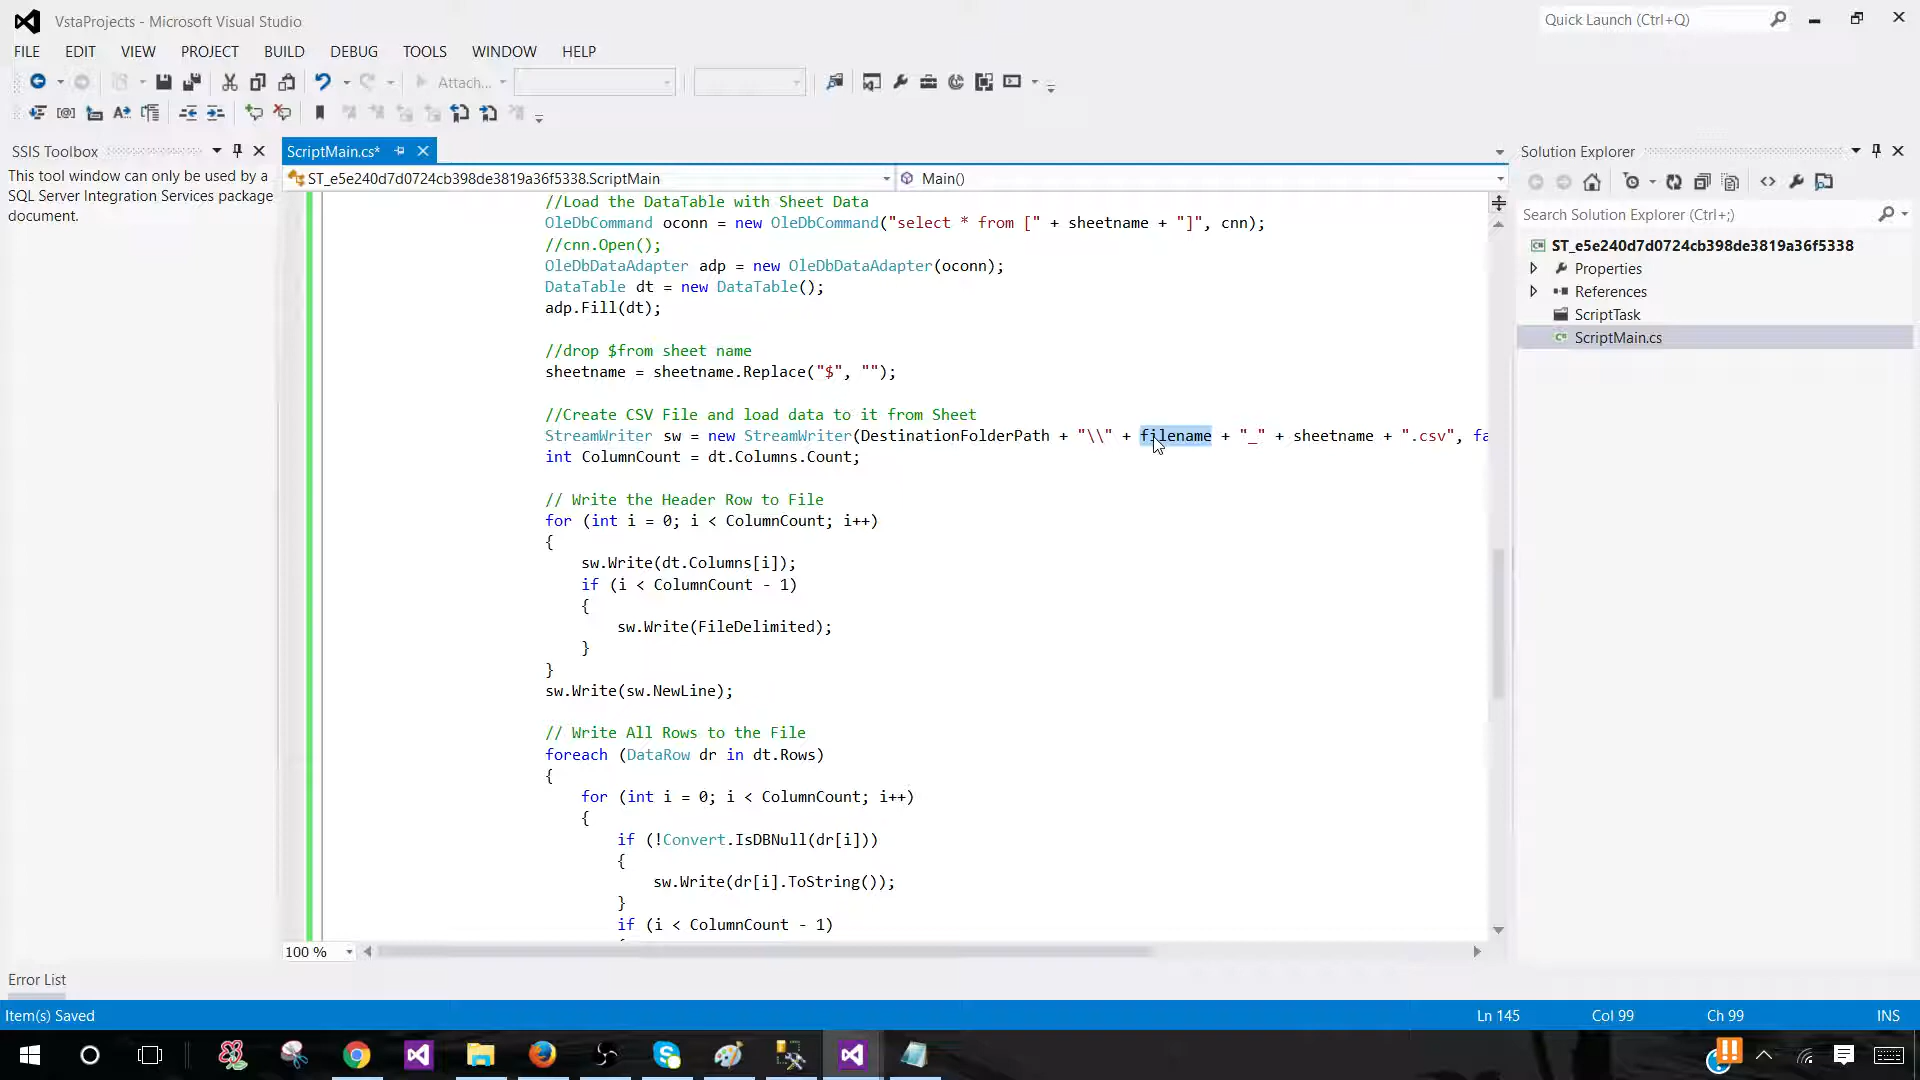 VstaProjects - Microsoft Visual Studio
Quick Launch (Ctrl+Q)
FILE EDIT VIEW PROJECT BUILD DEBUG TOOLS WINDOW HELP
Attach...
SSIS Toolbox
This tool window can only be used by a
SQL Server Integration Services package
document.
ScriptMain.cs*
ST_e5e240d7d0724cb398de3819a36f5338.ScriptMain
Main()
//Load the DataTable with Sheet Data
OleDbCommand oconn = new OleDbCommand("select * from [" + sheetname + "]", cnn);
//cnn.Open();
OleDbDataAdapter adp = new OleDbDataAdapter(oconn);
DataTable dt = new DataTable();
adp.Fill(dt);
//drop $from sheet name
sheetname = sheetname.Replace("$", "");
//Create CSV File and load data to it from Sheet
StreamWriter sw = new StreamWriter(DestinationFolderPath + "\\" + filename + "_" + sheetname + ".csv", fa
int ColumnCount = dt.Columns.Count;
// Write the Header Row to File
for (int i = 0; i < ColumnCount; i++)
{
sw.Write(dt.Columns[i]);
if (i < ColumnCount - 1)
{
sw.Write(FileDelimited);
}
}
sw.Write(sw.NewLine);
// Write All Rows to the File
foreach (DataRow dr in dt.Rows)
{
for (int i = 0; i < ColumnCount; i++)
{
if (!Convert.IsDBNull(dr[i]))
{
sw.Write(dr[i].ToString());
}
if (i < ColumnCount - 1)
100 %
Solution Explorer
Search Solution Explorer (Ctrl+;)
ST_e5e240d7d0724cb398de3819a36f5338
Properties
References
ScriptTask
ScriptMain.cs
Error List
Item(s) Saved
Ln 145
Col 99
Ch 99
INS